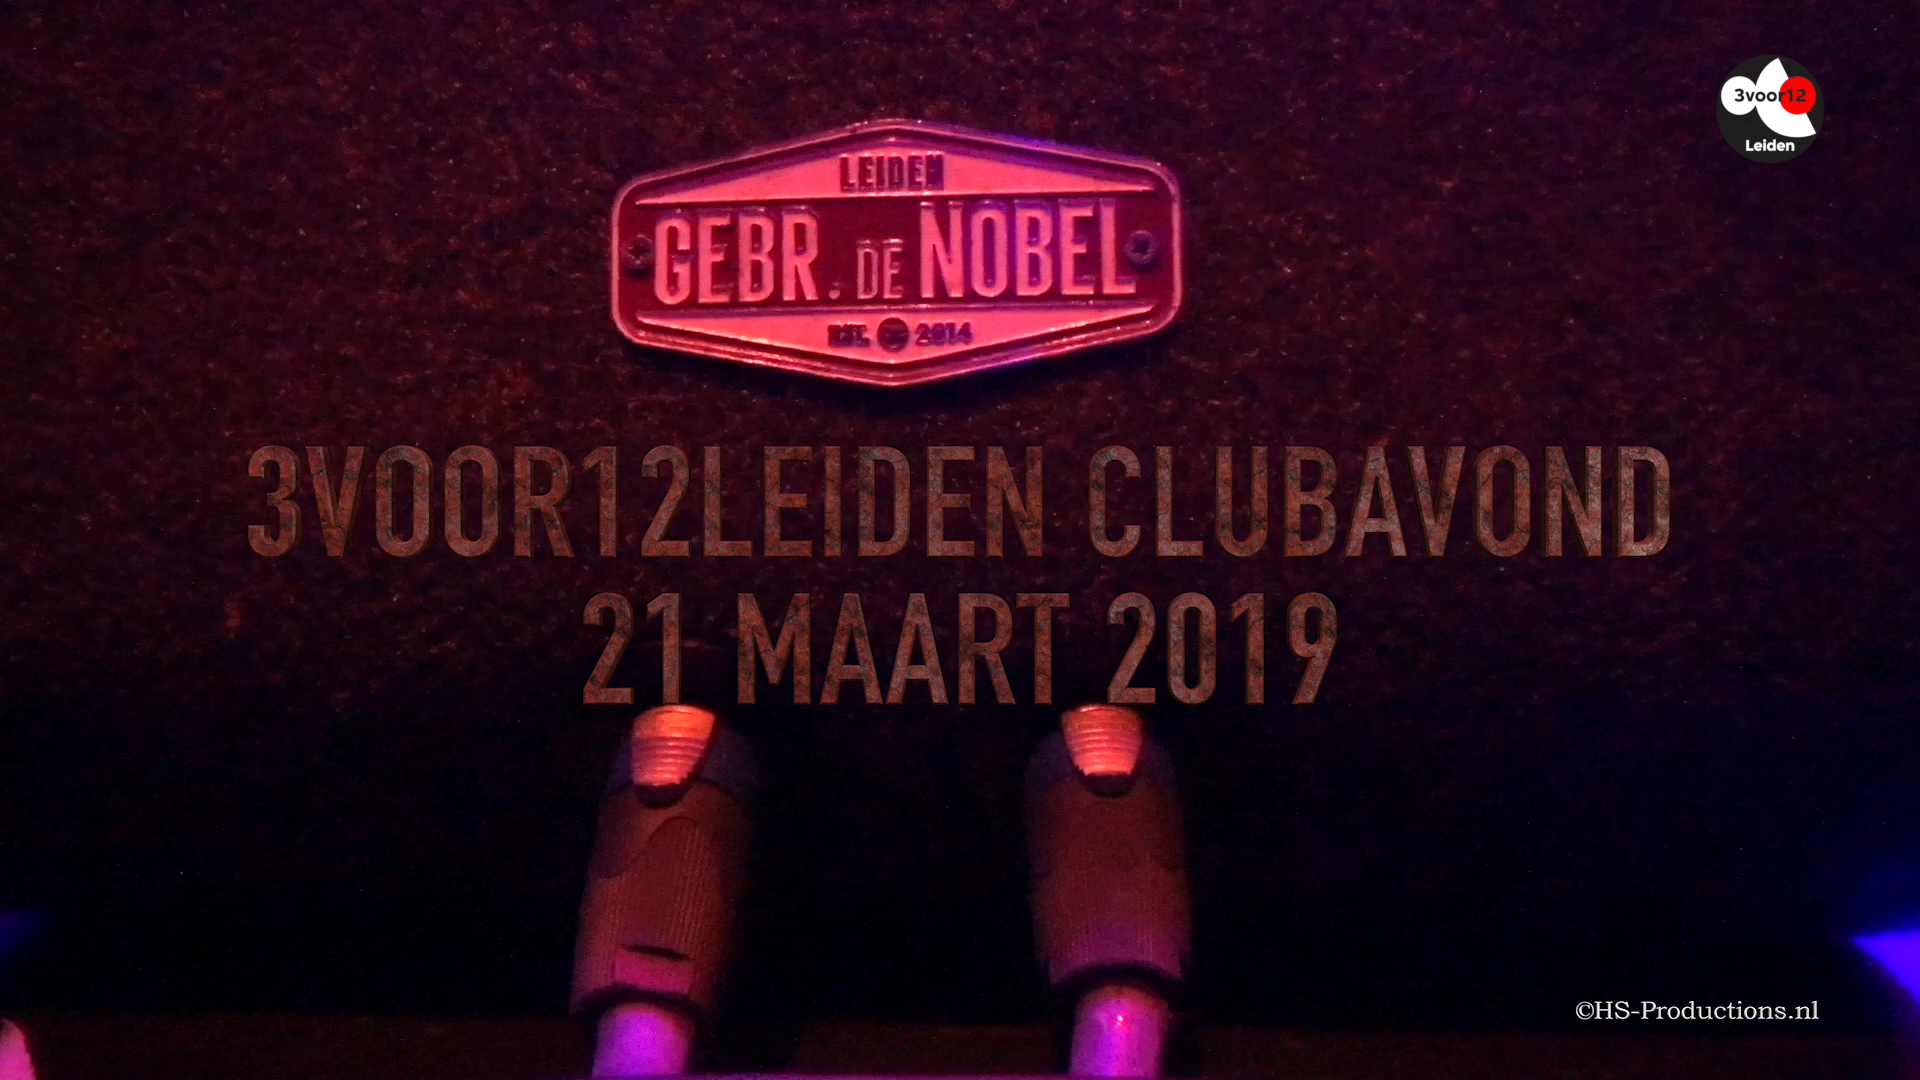 3voor12
Leiden
LEIDEN
GEBR. DE NOBEL
EST. 2014
3VOOR12LEIDEN CLUBAVOND
21 MAART 2019
©HS-Productions.nl